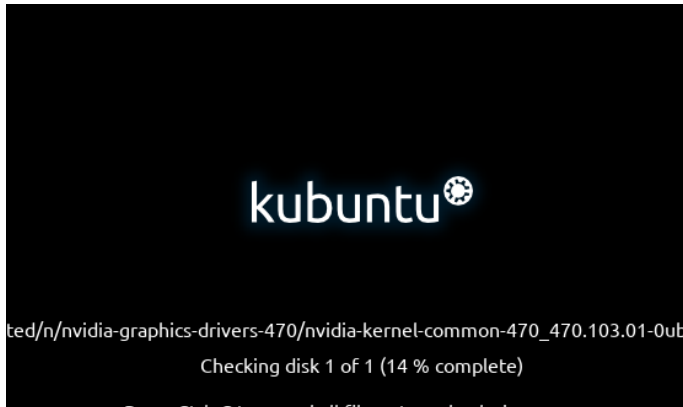 kubuntu
ted/n/nvidia-graphics-drivers-470/nvidia-kernel-common-470_470.103.01-0ub
Checking disk 1 of 1 (14 % complete)